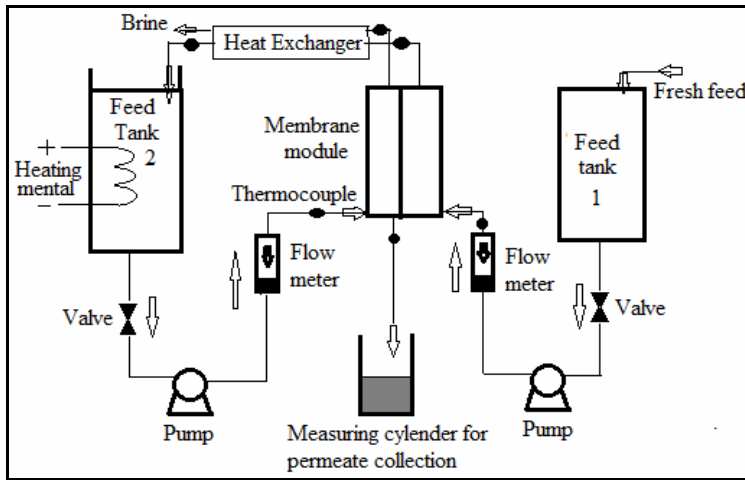 Brine
Heat Exchanger
Fresh feed
Feed
Tank
2
+
Heating
mental
−
Membrane
module
Feed
tank
1
Thermocouple
Flow
meter
Flow
meter
Valve
Valve
Pump
Measuring cylender for
permeate collection
Pump